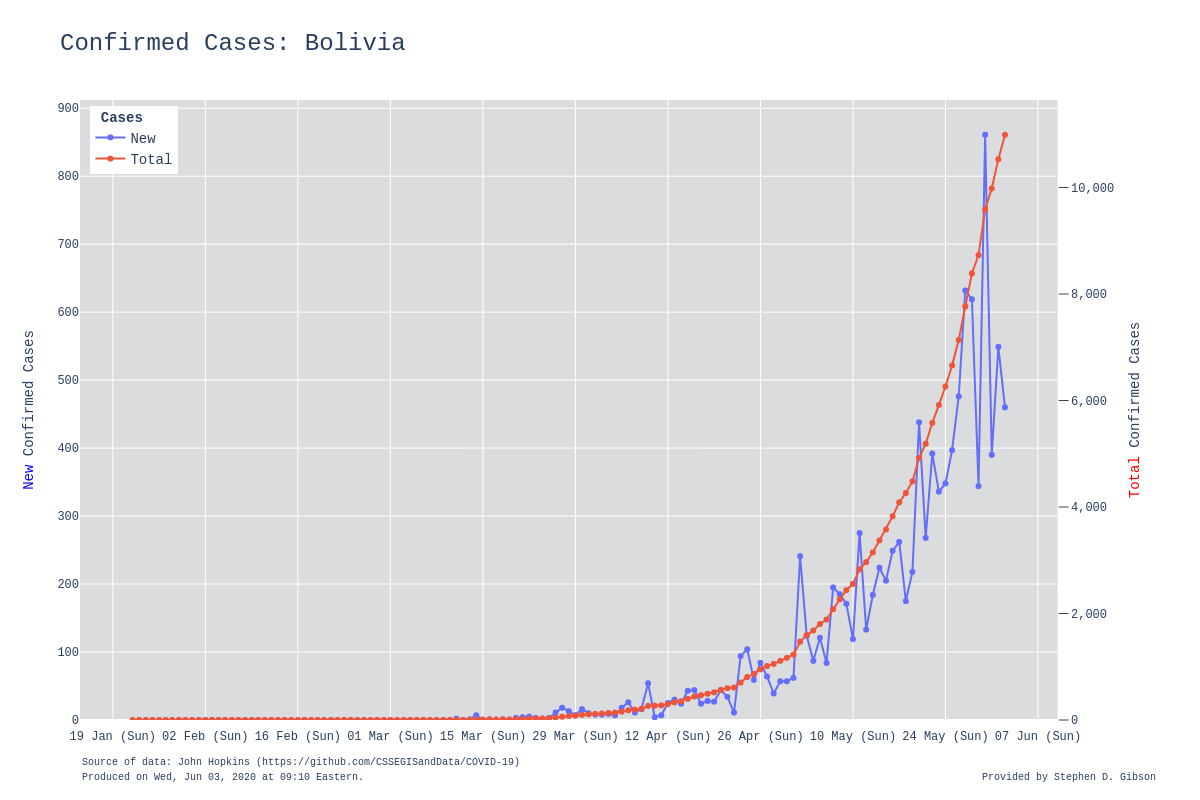 Confirmed Cases: Bolivia
Cases
New
Total
900
800
700
600
500
400
300
200
100
0
10,000
8,000
6,000
4,000
2,000
0
New Confirmed Cases
Total Confirmed Cases
19 Jan (Sun) 02 Feb (Sun) 16 Feb (Sun) 01 Mar (Sun) 15 Mar (Sun) 29 Mar (Sun) 12 Apr (Sun) 26 Apr (Sun) 10 May (Sun) 24 May (Sun) 07 Jun (Sun)
Source of data: John Hopkins (https://github.com/CSSEGISandData/COVID-19)
Produced on Wed, Jun 03, 2020 at 09:10 Eastern.
Provided by Stephen D. Gibson